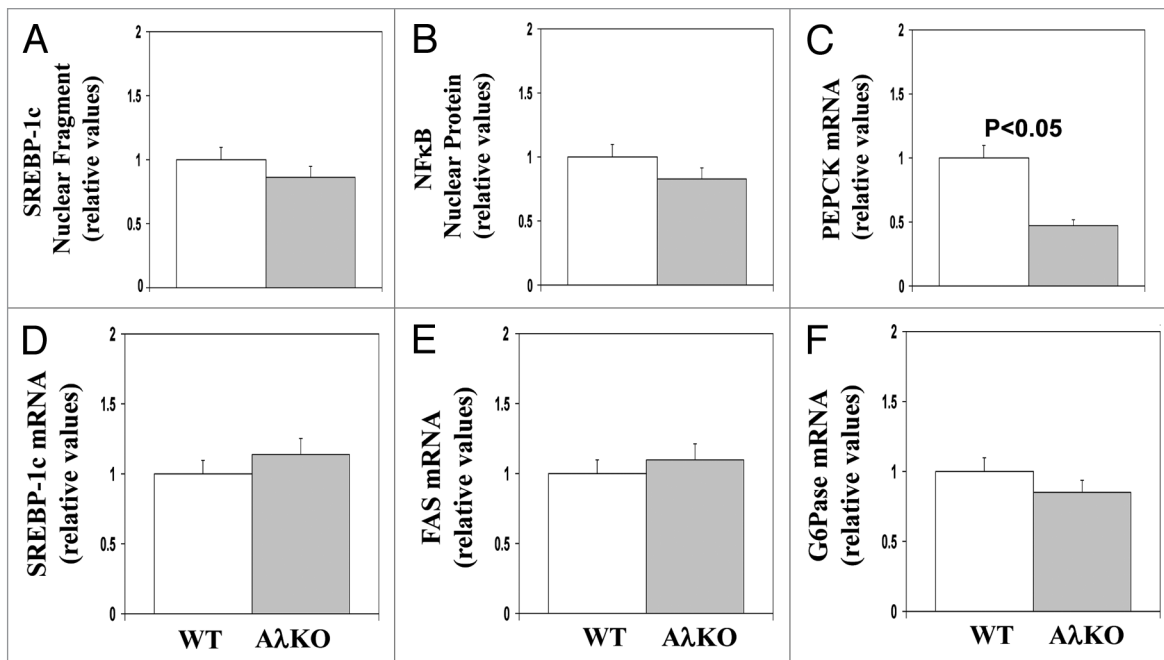 A
SREBP-1c
Nuclear Fragment
(relative values)
2
1.5
1
0.5
0
B
NFκB
Nuclear Protein
(relative values)
2
1.5
1
0.5
0
C
PEPCK mRNA
(relative values)
2
1.5
1
0.5
0
P<0.05
D
SREBP-1c mRNA
(relative values)
2
1.5
1
0.5
0
WT AλKO
E
FAS mRNA
(relative values)
2
1.5
1
0.5
0
WT AλKO
F
G6Pase mRNA
(relative values)
2
1.5
1
0.5
0
WT AλKO